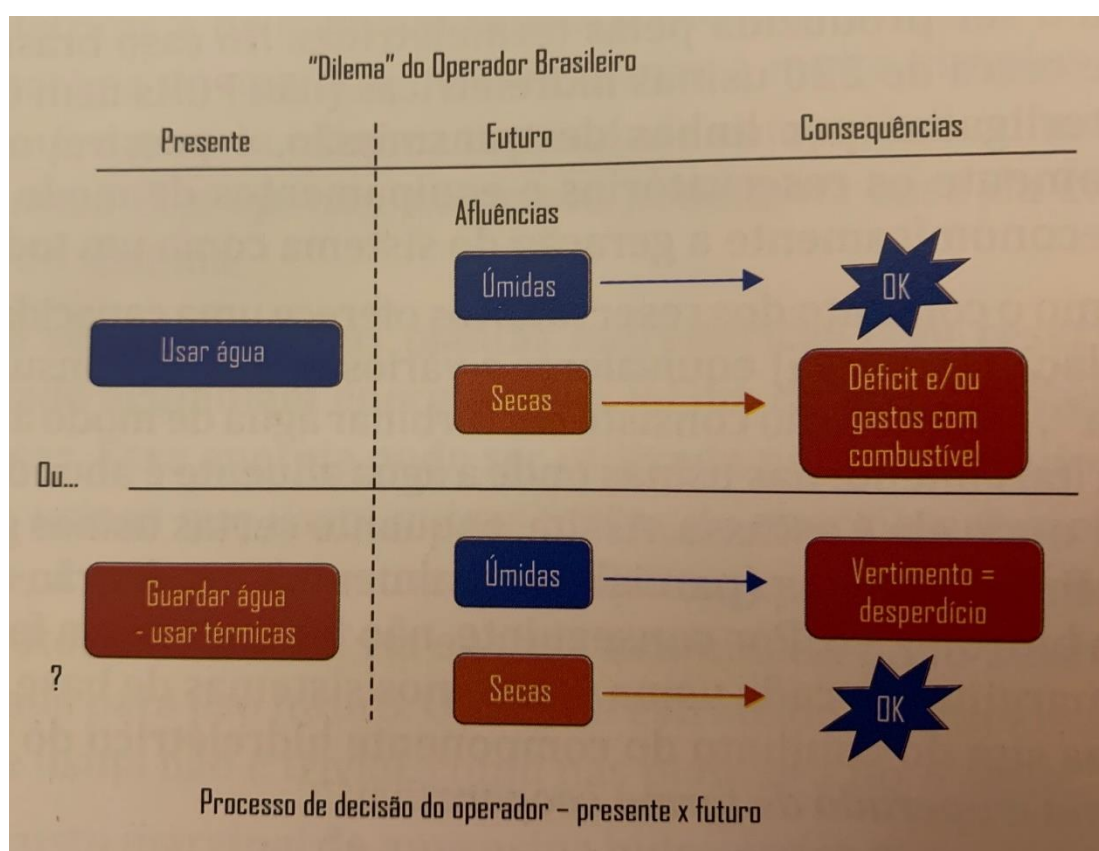 "Dilema" do Operador Brasileiro
Presente
Futuro
Consequências
Afluências
Usar água
Úmidas
OK
Secas
Déficit e/ou
gastos com
combustível
Ou...
Guardar água
- usar térmicas
?
Úmidas
Vertimento =
desperdício
Secas
OK
Processo de decisão do operador – presente x futuro